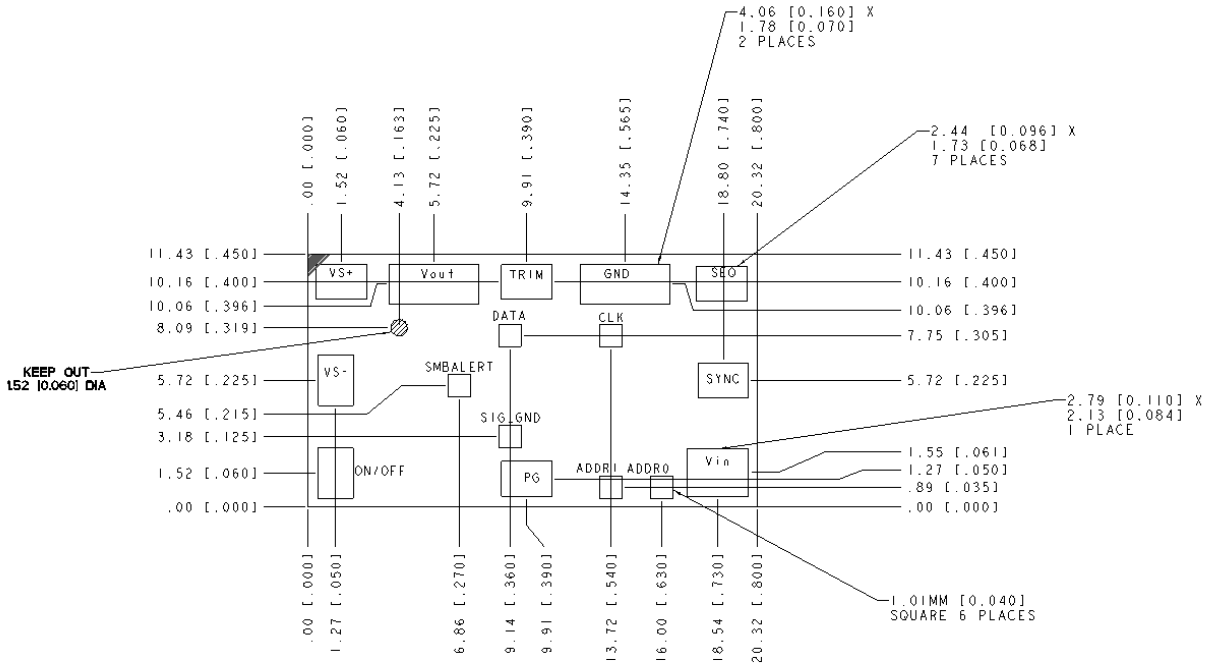 4.06 [0.160] X
1.78 [0.070]
2 PLACES
.00 [.000]
1.52 [.060]
4.13 [.163]
5.72 [.225]
9.91 [.390]
14.35 [.565]
18.80 [.740]
20.32 [.800]
2.44 [0.096] X
1.73 [0.068]
7 PLACES
11.43 [.450]
10.16 [.400]
10.06 [.396]
8.09 [.319]
KEEP OUT
1.52 [0.060] DIA
5.72 [.225]
5.46 [.215]
3.18 [.125]
1.52 [.060]
.00 [.000]
VS+
Vout
TRIM
GND
SEQ
DATA
CLK
VS-
SMBALERT
SYNC
SIG_GND
ON/OFF
PG
ADDR1
ADDR0
Vin
11.43 [.450]
10.16 [.400]
10.06 [.396]
7.75 [.305]
5.72 [.225]
2.79 [0.110] X
2.13 [0.084]
1 PLACE
1.55 [.061]
1.27 [.050]
.89 [.035]
.00 [.000]
.00 [.000]
1.27 [.050]
6.86 [.270]
9.14 [.360]
9.91 [.390]
13.72 [.540]
16.00 [.630]
18.54 [.730]
20.32 [.800]
1.01MM [0.040]
SQUARE 6 PLACES